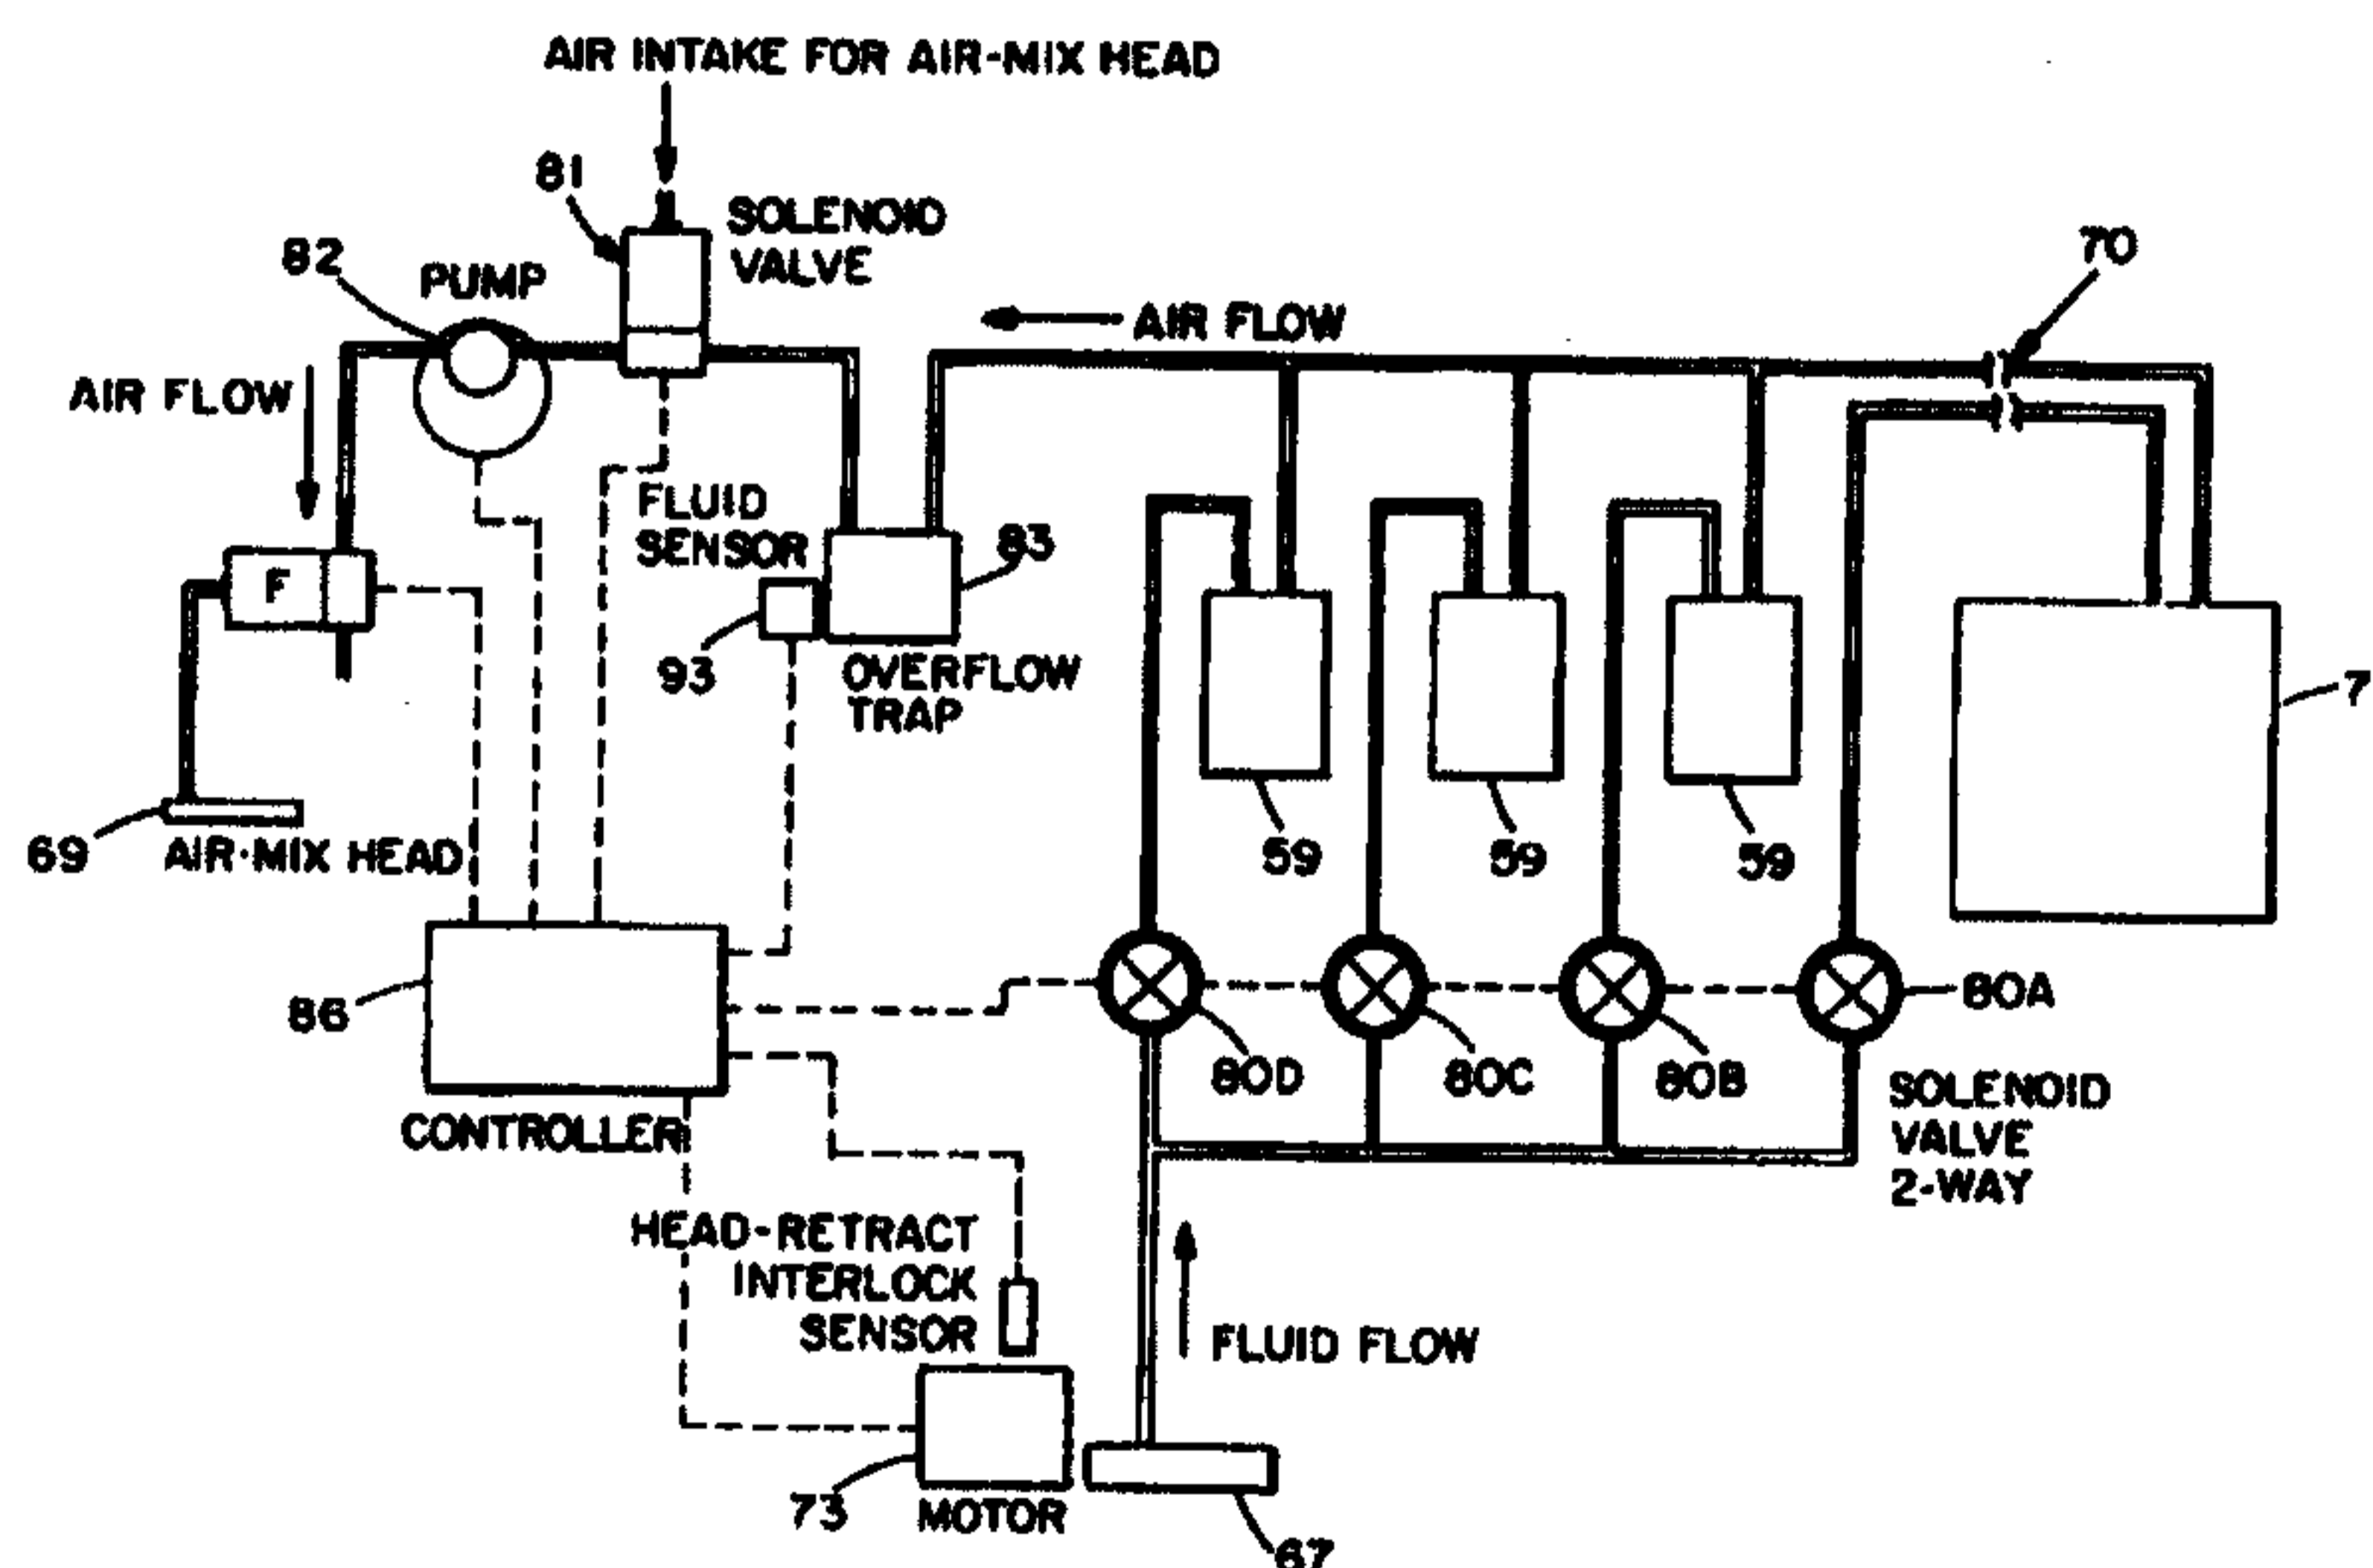 AIR INTAKE FOR AIR-MIX HEAD
81
SOLENOID
VALVE
82
PUMP
70
AIR FLOW
AIR FLOW
FLUID
SENSOR
83
F
93
OVERFLOW
TRAP
7
69
AIR-MIX HEAD
59
59
59
86
80A
80D
80C
80B
CONTROLLER
SOLENOID
VALVE
2-WAY
HEAD-RETRACT
INTERLOCK
SENSOR
FLUID FLOW
73
MOTOR
67